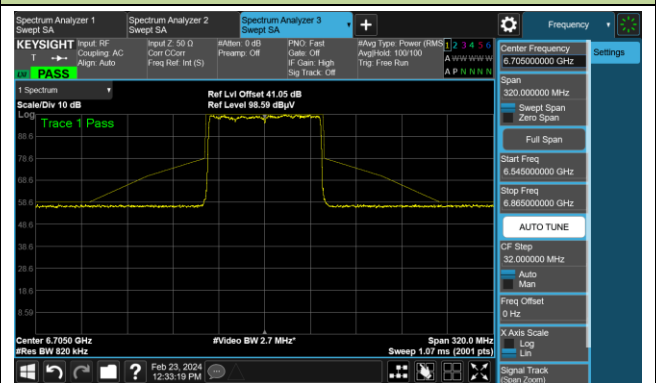 Spectrum Analyzer 1
Swept SA
Spectrum Analyzer 2
Swept SA
Spectrum Analyzer 3
Swept SA
Frequency
KEYSIGHT
Input: RF
Coupling: AC
Align: Auto
Input Z: 50 Ω
Corr CCorr
Freq Ref: Int (S)
#Atten: 0 dB
Preamp: Off
PNO: Fast
Gate: Off
IF Gain: High
Sig Track: Off
#Avg Type: Power (RMS)
Avg|Hold: 100/100
Trig: Free Run
1 2 3 4 5 6
A W W W W W
A P N N N N
PASS
1 Spectrum
Scale/Div 10 dB
Ref Lvl Offset 41.05 dB
Ref Level 98.59 dBµV
Log
Trace 1 Pass
88.6
78.6
68.6
58.6
48.6
38.6
28.6
18.6
8.59
Center 6.7050 GHz
#Res BW 820 kHz
#Video BW 2.7 MHz*
Span 320.0 MHz
Sweep 1.07 ms (2001 pts)
Feb 23, 2024
12:33:19 PM
Center Frequency
6.705000000 GHz
Settings
Span
320.000000 MHz
Swept Span
Zero Span
Full Span
Start Freq
6.545000000 GHz
Stop Freq
6.865000000 GHz
AUTO TUNE
CF Step
32.000000 MHz
Auto
Man
Freq Offset
0 Hz
X Axis Scale
Log
Lin
Signal Track
(Span Zoom)